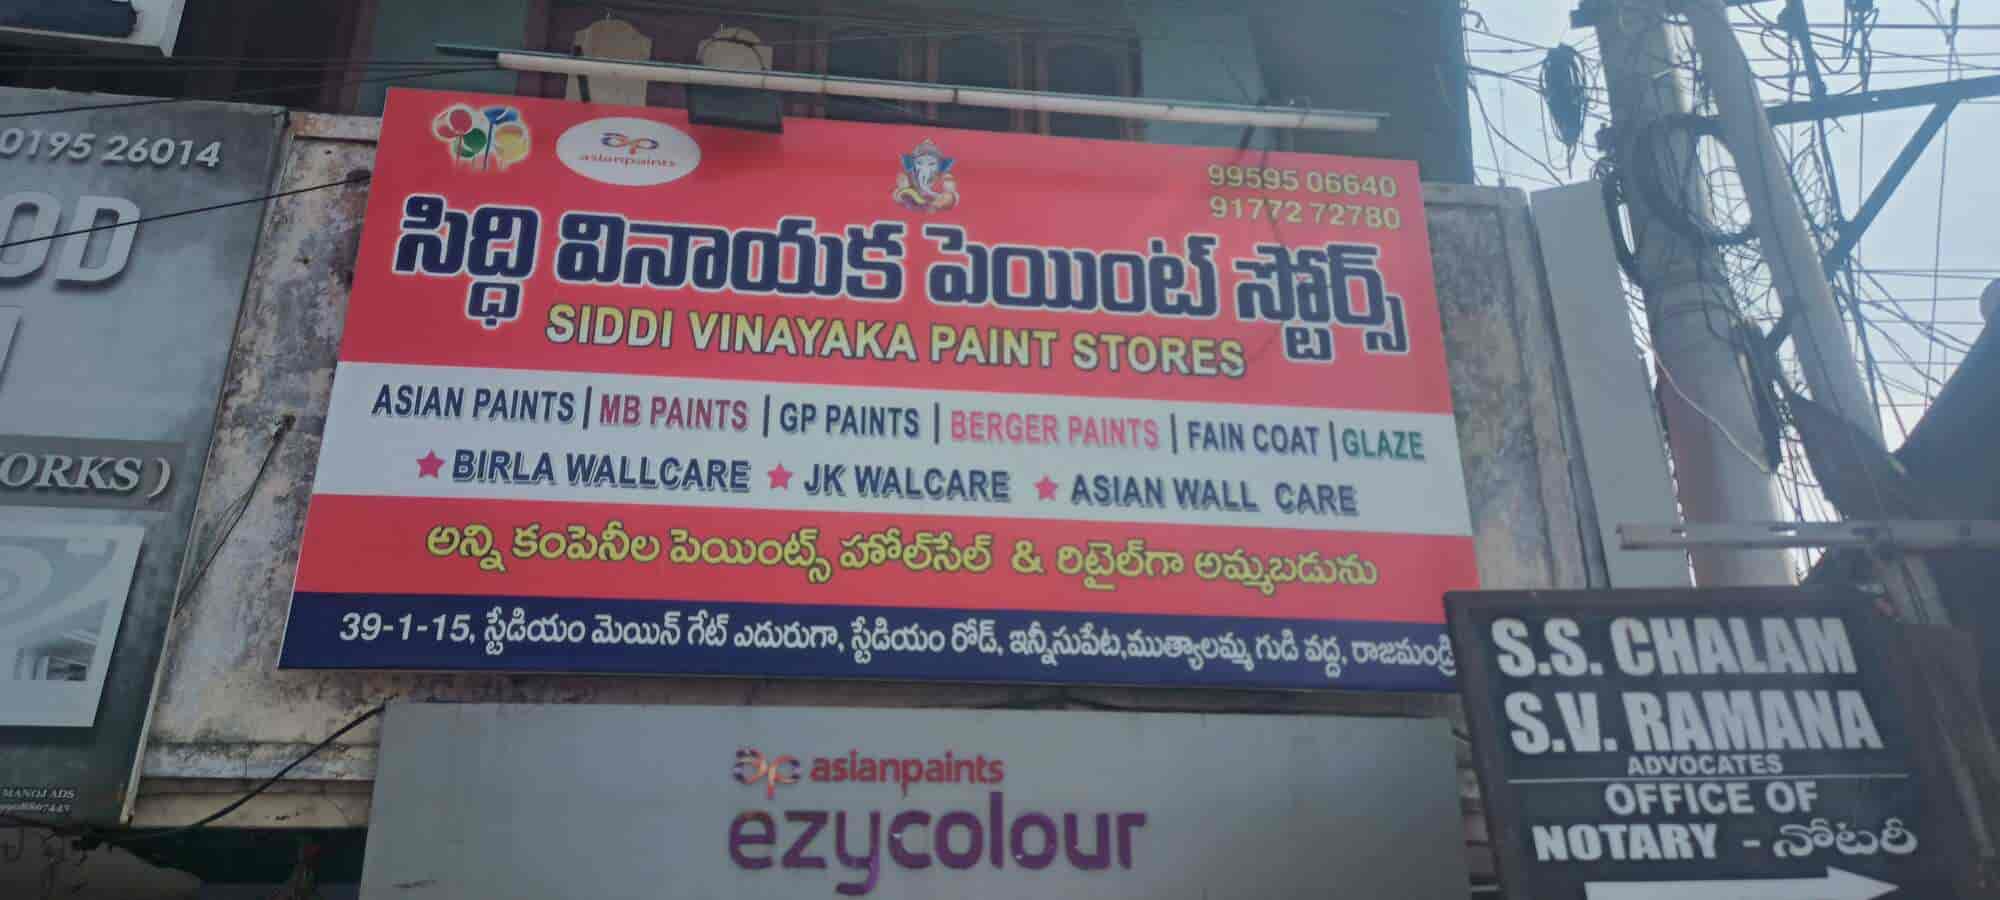 0195 26014
OD
ORKS )
MANOJ ADS
asianpaints
99595 06640
91772 72780
సిద్ధి వినాయక పెయింట్ స్టోర్స్
SIDDI VINAYAKA PAINT STORES
ASIAN PAINTS | MB PAINTS | GP PAINTS | BERGER PAINTS | FAIN COAT | GLAZE
BIRLA WALLCARE JK WALCARE ASIAN WALL CARE
అన్ని కంపెనీల పెయింట్స్ హోల్‌సేల్ & రిటైల్‌గా అమ్మబడును
39-1-15, స్టేడియం మెయిన్ గేట్ ఎదురుగా, స్టేడియం రోడ్, ఇన్నీసుపేట,ముత్యాలమ్మ గుడి వద్ద, రాజమండ్రి
asianpaints
ezycolour
S.S. CHALAM
S.V. RAMANA
ADVOCATES
OFFICE OF
NOTARY - నోటరీ